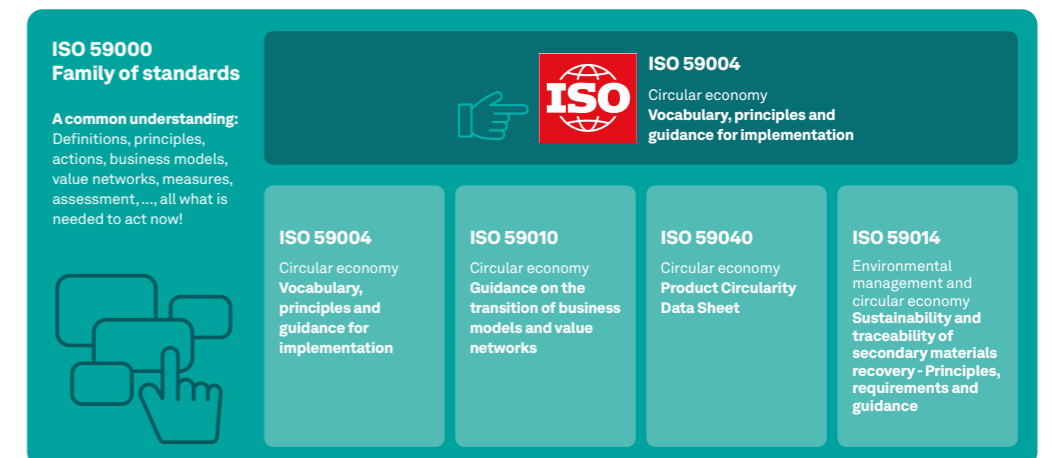 ISO 59000
Family of standards
A common understanding:
Definitions, principles,
actions, business models,
value networks, measures,
assessment, ..., all what is
needed to act now!
ISO
ISO 59004
Circular economy
Vocabulary, principles and
guidance for implementation
ISO 59004
Circular economy
Vocabulary,
principles and
guidance for
implementation
ISO 59010
Circular economy
Guidance on the
transition of business
models and value
networks
ISO 59040
Circular economy
Product Circularity
Data Sheet
ISO 59014
Environmental
management and
circular economy
Sustainability and
traceability of
secondary materials
recovery - Principles,
requirements and
guidance